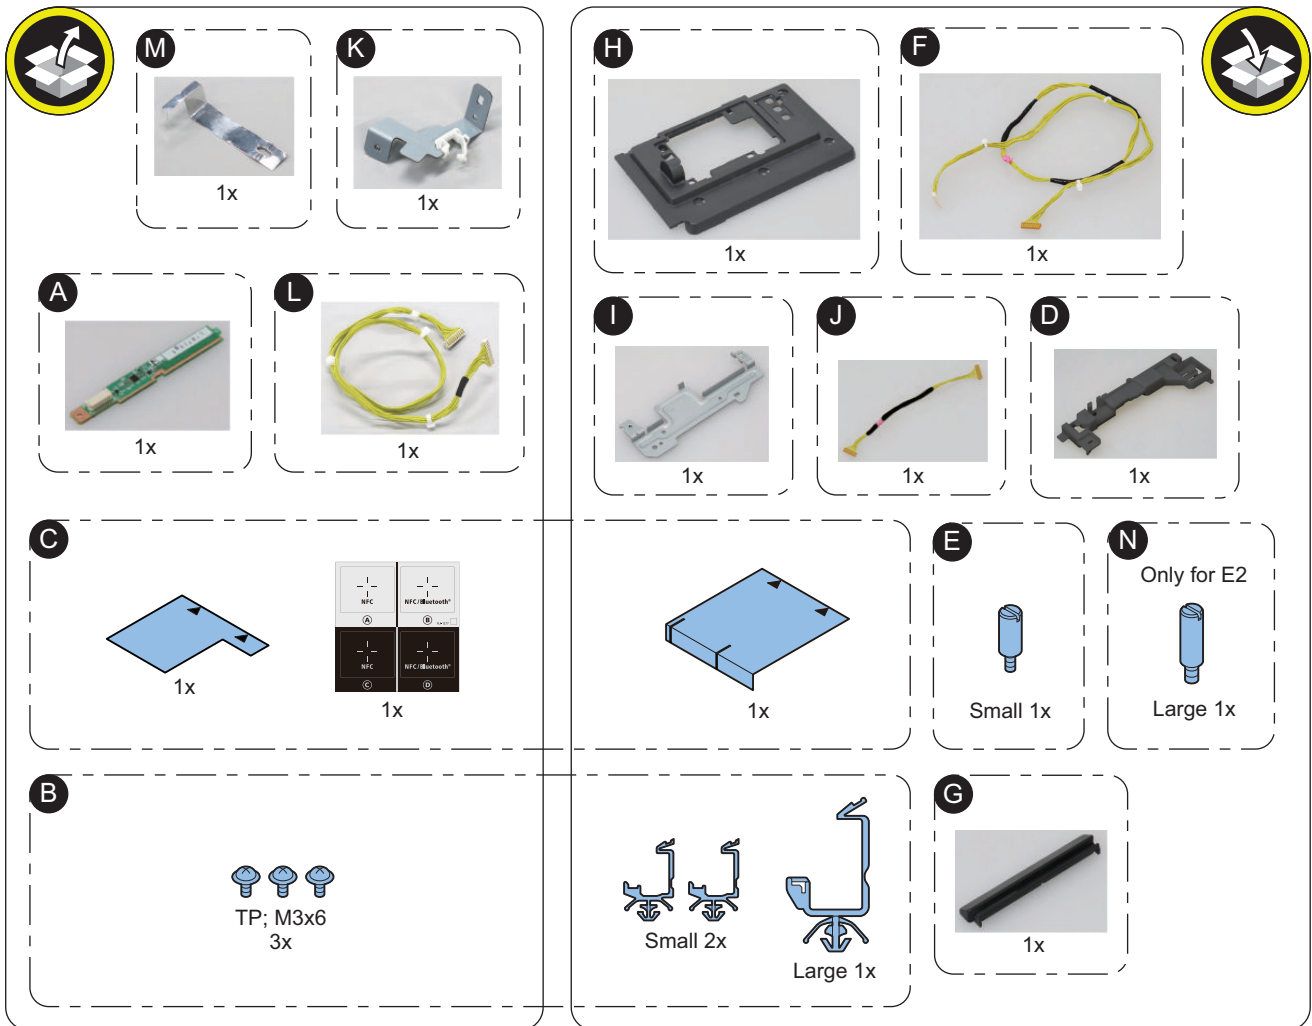 M
1x
K
1x
H
1x
F
1x
A
1x
L
1x
I
1x
J
1x
D
1x
C
1x
NFC
NFC/Bluetooth®
A
B
NFC
NFC/Bluetooth®
C
D
1x
1x
E
Small 1x
N
Only for E2
Large 1x
B
TP; M3x6
3x
Small 2x
Large 1x
G
1x